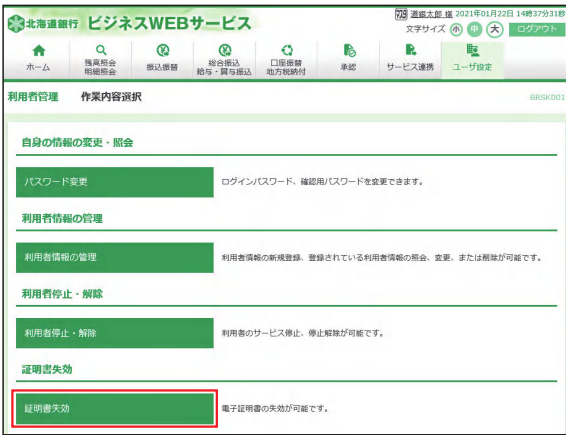 北海道銀行 ビジネスWEBサービス
道銀太郎 様 2021年01月22日 14時37分31秒
文字サイズ 小 中 大 ログアウト
ホーム
残高照会
明細照会
振込振替
総合振込
給与・賞与振込
口座振替
地方税納付
承認
サービス連携
ユーザ設定
利用者管理 作業内容選択 BRSK001
自身の情報の変更・照会
パスワード変更 ログインパスワード、確認用パスワードを変更できます。
利用者情報の管理
利用者情報の管理 利用者情報の新規登録、登録されている利用者情報の照会、変更、または削除が可能です。
利用者停止・解除
利用者停止・解除 利用者のサービス停止、停止解除が可能です。
証明書失効
証明書失効 電子証明書の失効が可能です。